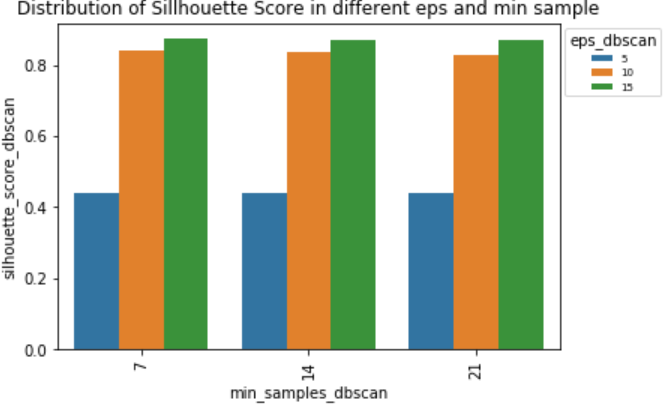 Distribution of Sillhouette Score in different eps and min sample
eps_dbscan
5
10
15
silhouette_score_dbscan
0.8
0.6
0.4
0.2
0.0
7
14
21
min_samples_dbscan